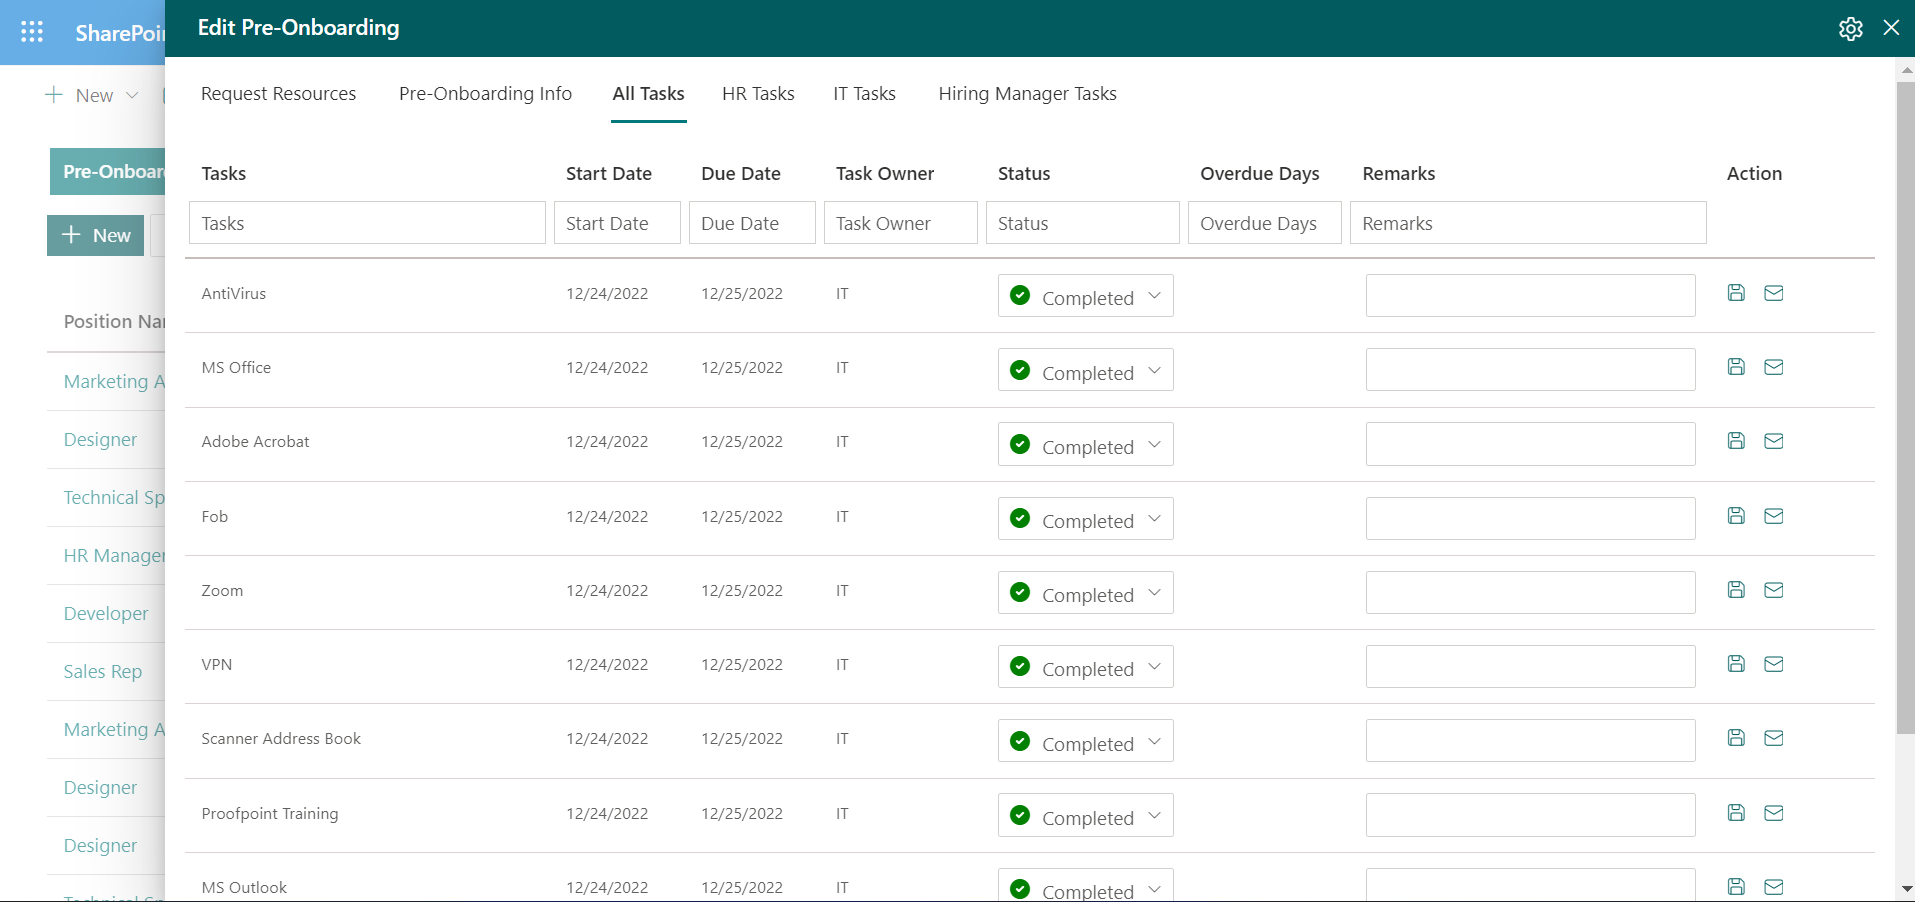 SharePoi
Edit Pre-Onboarding
New
Request Resources Pre-Onboarding Info All Tasks HR Tasks IT Tasks Hiring Manager Tasks
Pre-Onboar
New
Tasks Start Date Due Date Task Owner Status Overdue Days Remarks Action
Tasks Start Date Due Date Task Owner Status Overdue Days Remarks
Position Na
Marketing A
Designer
Technical Sp
HR Manager
Developer
Sales Rep
Marketing A
Designer
Designer
AntiVirus 12/24/2022 12/25/2022 IT Completed
MS Office 12/24/2022 12/25/2022 IT Completed
Adobe Acrobat 12/24/2022 12/25/2022 IT Completed
Fob 12/24/2022 12/25/2022 IT Completed
Zoom 12/24/2022 12/25/2022 IT Completed
VPN 12/24/2022 12/25/2022 IT Completed
Scanner Address Book 12/24/2022 12/25/2022 IT Completed
Proofpoint Training 12/24/2022 12/25/2022 IT Completed
MS Outlook 12/24/2022 12/25/2022 IT Completed